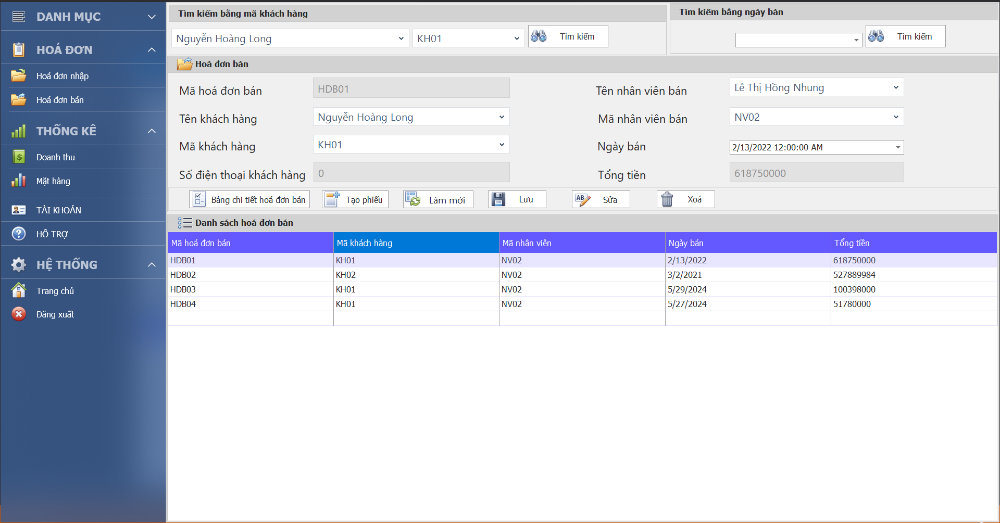 DANH MỤC
HOÁ ĐƠN
Hoá đơn nhập
Hoá đơn bán
THỐNG KÊ
Doanh thu
Mặt hàng
TÀI KHOẢN
HỖ TRỢ
HỆ THỐNG
Trang chủ
Đăng xuất
Tìm kiếm bằng mã khách hàng
Nguyễn Hoàng Long KH01 Tìm kiếm
Tìm kiếm bằng ngày bán
Tìm kiếm
Hoá đơn bán
Mã hoá đơn bán HDB01 Tên nhân viên bán Lê Thị Hồng Nhung
Tên khách hàng Nguyễn Hoàng Long Mã nhân viên bán NV02
Mã khách hàng KH01 Ngày bán 2/13/2022 12:00:00 AM
Số điện thoại khách hàng 0 Tổng tiền 618750000
Bảng chi tiết hoá đơn bán Tạo phiếu Làm mới Lưu AB Sửa Xoá
Danh sách hoá đơn bán
Mã hoá đơn bán Mã khách hàng Mã nhân viên Ngày bán Tổng tiền
HDB01 KH01 NV02 2/13/2022 618750000
HDB02 KH02 NV02 3/2/2021 527889984
HDB03 KH01 NV02 5/29/2024 100398000
HDB04 KH01 NV02 5/27/2024 51780000